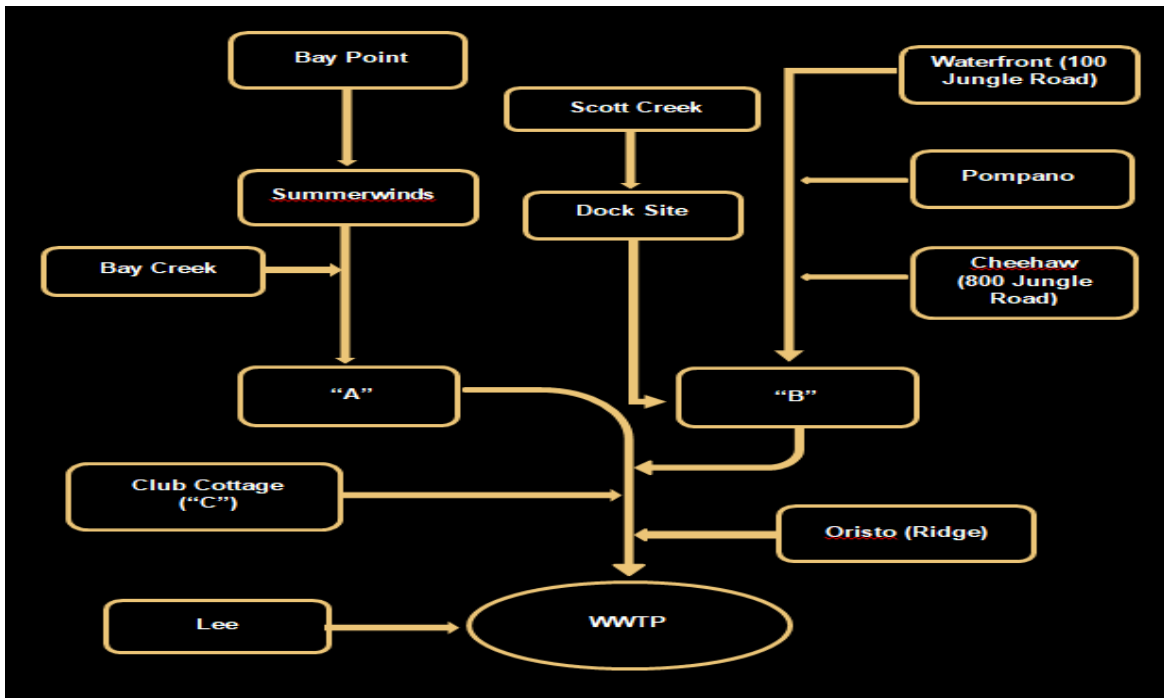 Bay Point
Waterfront (100
Jungle Road)
Scott Creek
Pompano
Summerwinds
Dock Site
Bay Creek
Cheehaw
(800 Jungle
Road)
“A”
“B”
Club Cottage
(“C”)
Oristo (Ridge)
Lee
WWTP